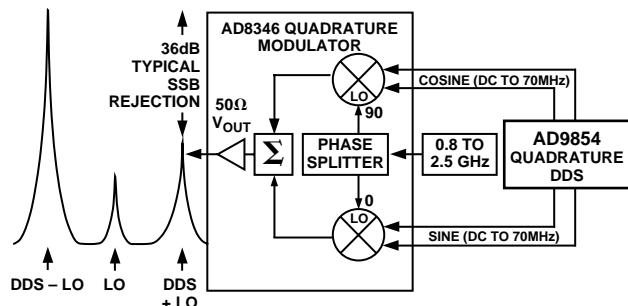 36dB
TYPICAL
SSB
REJECTION
DDS – LO
LO
DDS
+ LO
AD8346 QUADRATURE
MODULATOR
50Ω
VOUT
Σ
LO
90
PHASE
SPLITTER
0
LO
0.8 TO
2.5 GHz
COSINE (DC TO 70MHz)
SINE (DC TO 70MHz)
AD9854
QUADRATURE
DDS